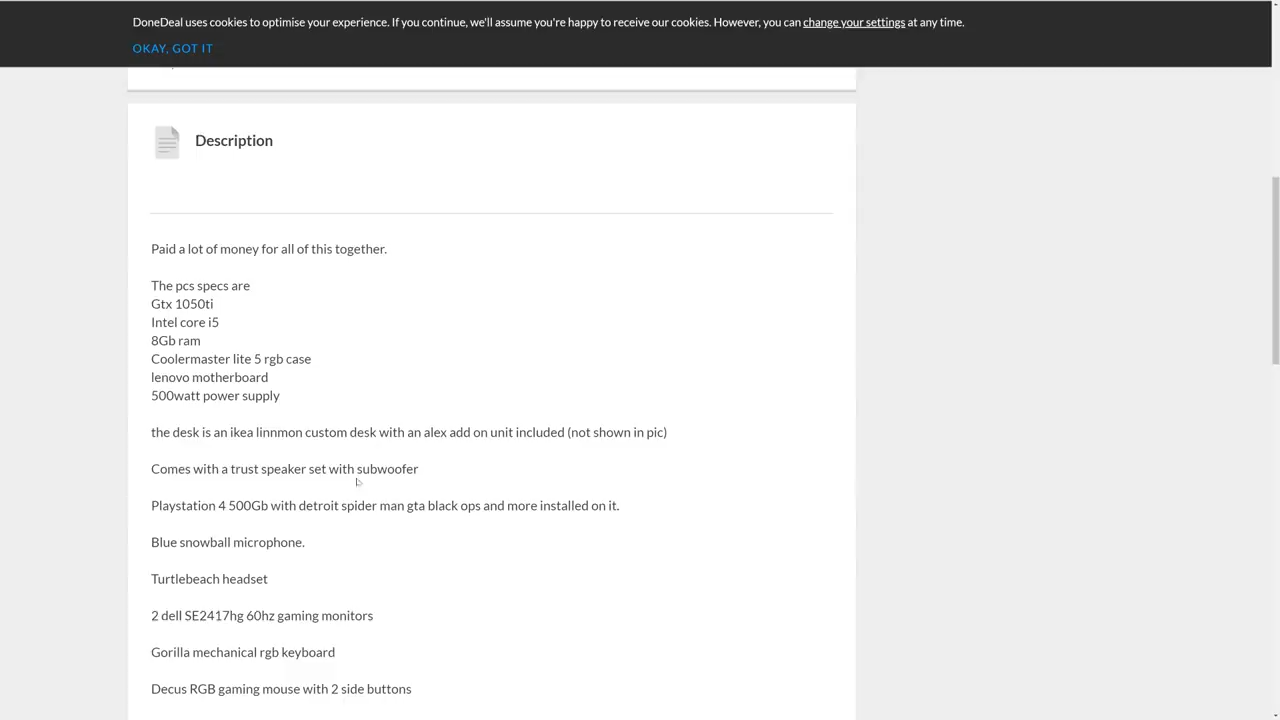 DoneDeal uses cookies to optimise your experience. If you continue, we'll assume you're happy to receive our cookies. However, you can change your settings at any time.
OKAY, GOT IT
Description
Paid a lot of money for all of this together.
The pcs specs are
Gtx 1050ti
Intel core i5
8Gb ram
Coolermaster lite 5 rgb case
lenovo motherboard
500watt power supply
the desk is an ikea linnmon custom desk with an alex add on unit included (not shown in pic)
Comes with a trust speaker set with subwoofer
Playstation 4 500Gb with detroit spider man gta black ops and more installed on it.
Blue snowball microphone.
Turtlebeach headset
2 dell SE2417hg 60hz gaming monitors
Gorilla mechanical rgb keyboard
Decus RGB gaming mouse with 2 side buttons